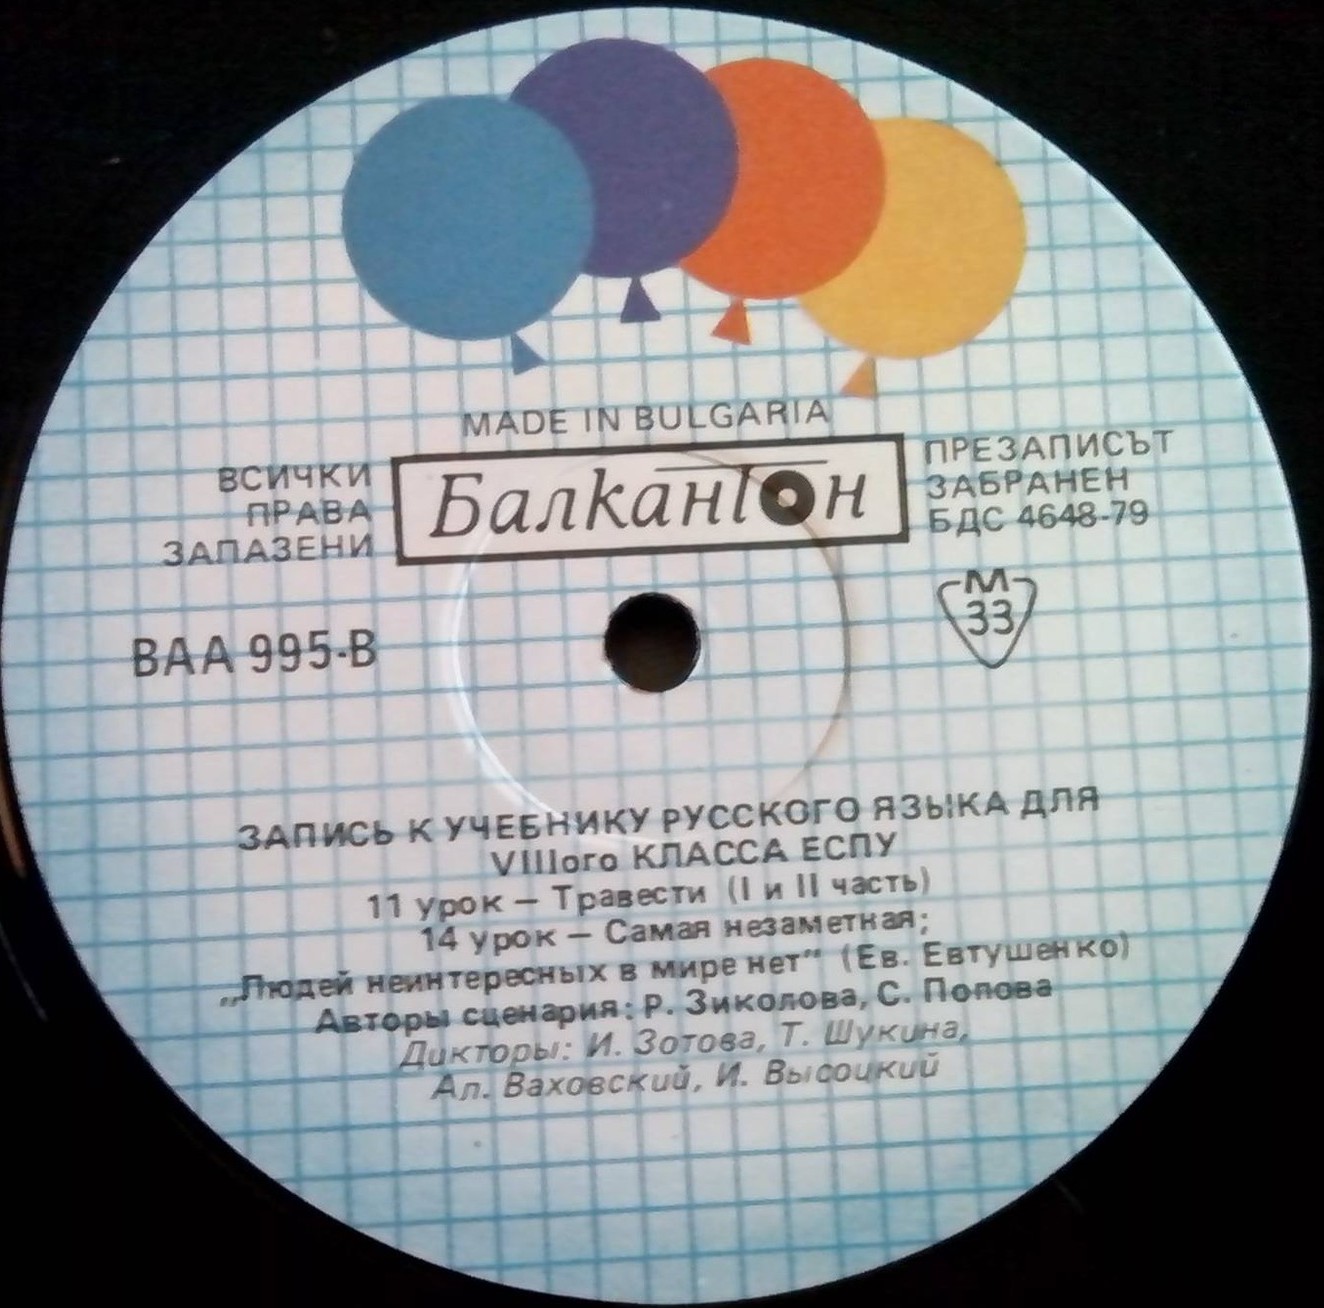 MADE IN BULGARIA
ВСИЧКИ
ПРАВА
ЗАПАЗЕНИ
Балкантон
ПРЕЗАПИСЪТ
ЗАБРАНЕН
БДС 4648-79
М
33
ВАА 995-В
ЗАПИСЬ К УЧЕБНИКУ РУССКОГО ЯЗЫКА ДЛЯ
VIIIого КЛАССА ЕСПУ
11 урок – Травести (I и II часть)
14 урок – Самая незаметная;
„Людей неинтересных в мире нет" (Ев. Евтушенко)
Авторы сценария: Р. Зиколова, С. Попова
Дикторы: И. Зотова, Т. Шукина,
Ал. Ваховский, И. Высоцкий